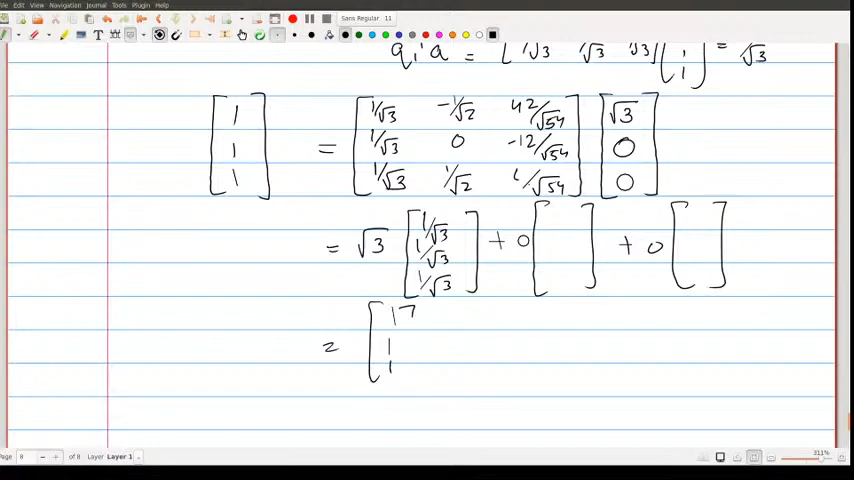 File Edit View Navigation Journal Tools Plugin Help
Sans Regular 11
q₁ᵀa = [1/√3 1/√3 1/√3] [1 1] = √3
[1 1 1] = [1/√3 -1/√2 42/√54
1/√3 0 -12/√54
1/√3 1/√2 /√54] [√3 0 0]
= √3 [1/√3 1/√3 1/√3] + 0 [ ] + 0 [ ]
= [1 1 1
Page 8 of 8 Layer Layer 1 311%